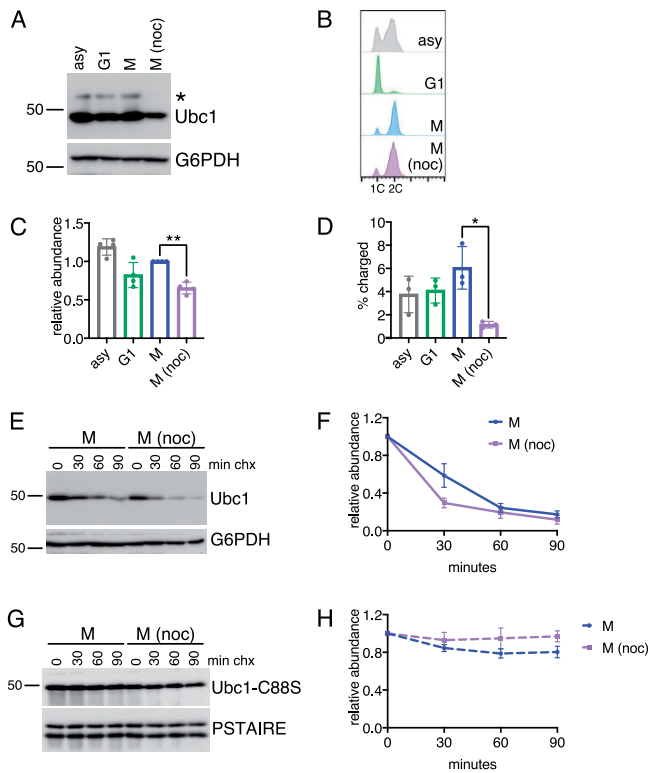 A
asy G1 M M (noc)
50
*
Ubc1
50
G6PDH
B
asy
G1
M
M
(noc)
1C 2C
C
relative abundance
1.5
1.0
0.5
0.0
**
asy G1 M M (noc)
D
% charged
10
8
6
4
2
0
*
asy G1 M M (noc)
E
M M (noc)
0 30 60 90 0 30 60 90 min chx
50
Ubc1
50
G6PDH
F
relative abundance
1.2
0.8
0.4
0.0
0 30 60 90
minutes
M
M (noc)
G
M M (noc)
0 30 60 90 0 30 60 90 min chx
50
Ubc1-C88S
PSTAIRE
H
relative abundance
1.2
0.8
0.4
0.0
0 30 60 90
minutes
M
M (noc)